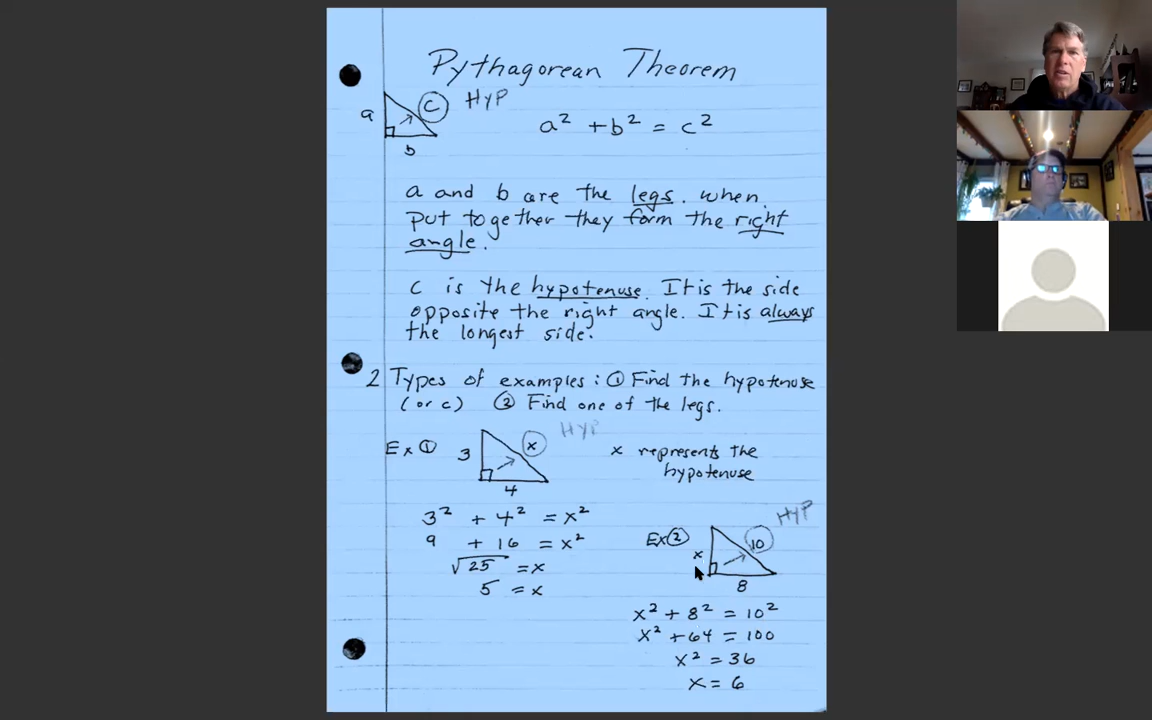 Pythagorean Theorem
a C HYP
b
a² + b² = c²
a and b are the legs. when
put together they form the right
angle.
c is the hypotenuse. It is the side
opposite the right angle. It is always
the longest side.
2 Types of examples: ① Find the hypotenuse
(or c) ② Find one of the legs.
Ex ① 3 x HYP
4
x represents the
hypotenuse
3² + 4² = x²
9 + 16 = x²
√25 = x
5 = x
Ex ② x 10 HYP
8
x² + 8² = 10²
x² + 64 = 100
x² = 36
x = 6